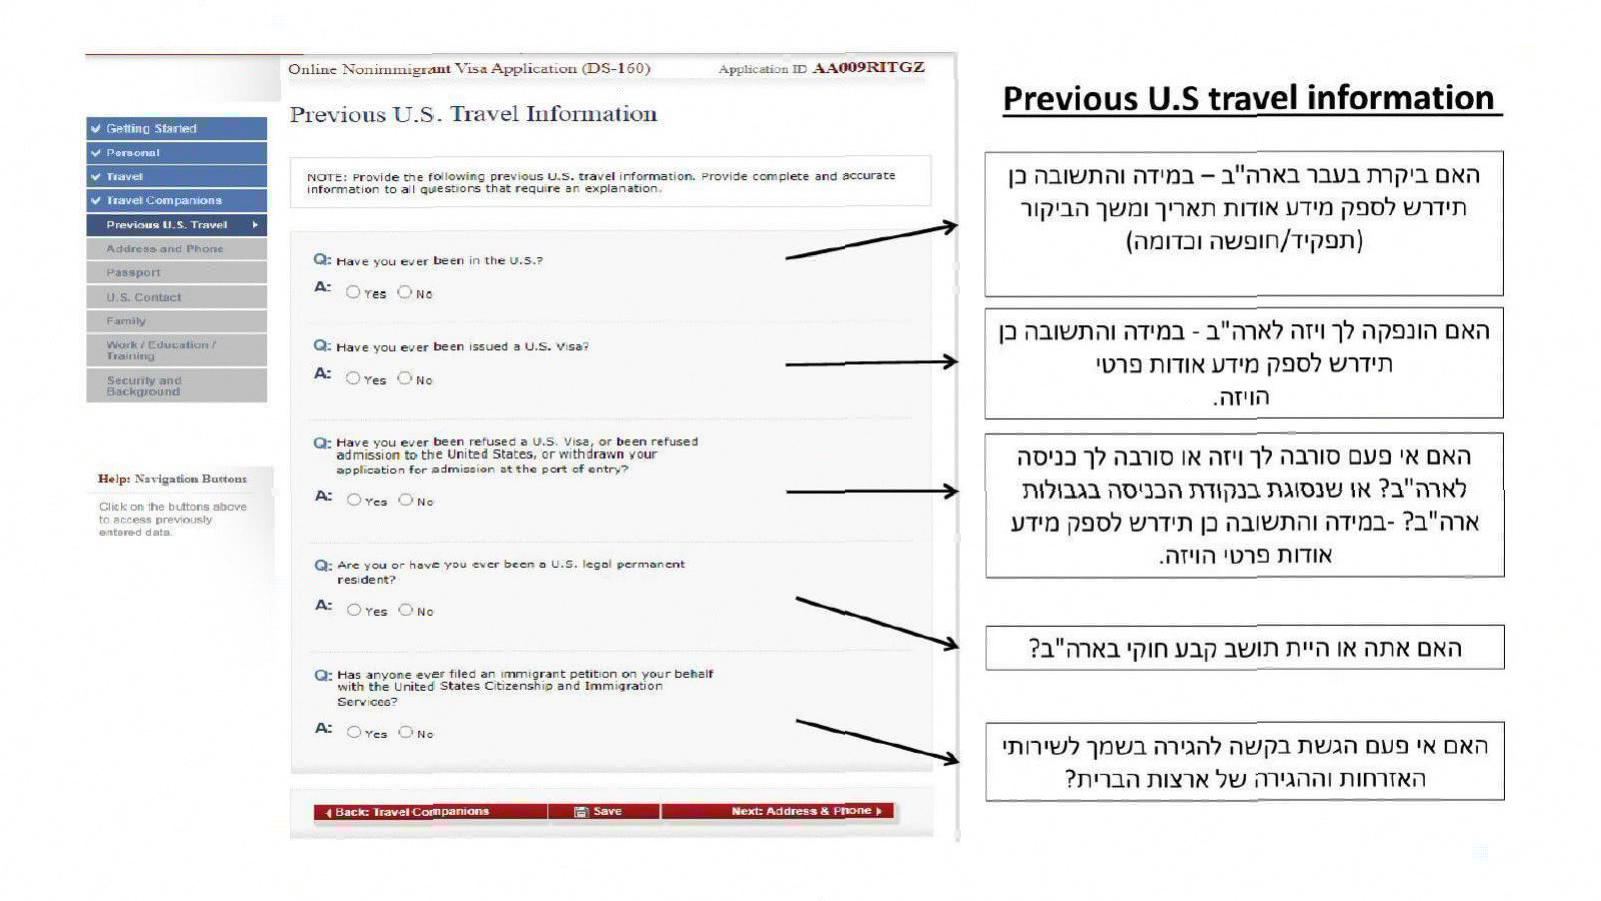 Online Nonimmigrant Visa Application (DS-160)
Application ID AA009RITGZ
Previous U.S. Travel Information
Getting Started
Personal
Travel
Travel Companions
Previous U.S. Travel
Address and Phone
Passport
U.S. Contact
Family
Work / Education /
Training
Security and
Background
Help: Navigation Buttons
Click on the buttons above
to access previously
entered data.
NOTE: Provide the following previous U.S. travel information. Provide complete and accurate
information to all questions that require an explanation.
Q: Have you ever been in the U.S.?
A: Yes No
Q: Have you ever been issued a U.S. Visa?
A: Yes No
Q: Have you ever been refused a U.S. Visa, or been refused
admission to the United States, or withdrawn your
application for admission at the port of entry?
A: Yes No
Q: Are you or have you ever been a U.S. legal permanent
resident?
A: Yes No
Q: Has anyone ever filed an immigrant petition on your behalf
with the United States Citizenship and Immigration
Services?
A: Yes No
Back: Travel Companions
Save
Next: Address & Phone
Previous U.S travel information
האם ביקרת בעבר בארה"ב – במידה והתשובה כן
תידרש לספק מידע אודות תאריך ומשך הביקור
(תפקיד/חופשה וכדומה)
האם הונפקה לך ויזה לארה"ב - במידה והתשובה כן
תידרש לספק מידע אודות פרטי
הויזה.
האם אי פעם סורבה לך ויזה או סורבה לך כניסה
לארה"ב? או שנסוגת בנקודת הכניסה בגבולות
ארה"ב? -במידה והתשובה כן תידרש לספק מידע
אודות פרטי הויזה.
האם אתה או היית תושב קבע חוקי בארה"ב?
האם אי פעם הגשת בקשה להגירה בשמך לשירותי
האזרחות וההגירה של ארצות הברית?